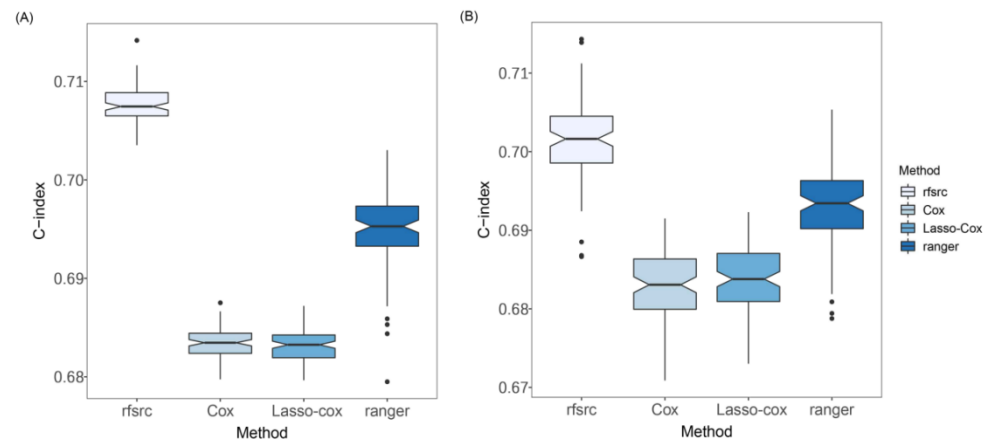 (A)
C-index
0.71
0.70
0.69
0.68
rfsrc Cox Lasso-cox ranger
Method
(B)
C-index
0.71
0.70
0.69
0.68
0.67
rfsrc Cox Lasso-cox ranger
Method
Method
rfsrc
Cox
Lasso-Cox
ranger